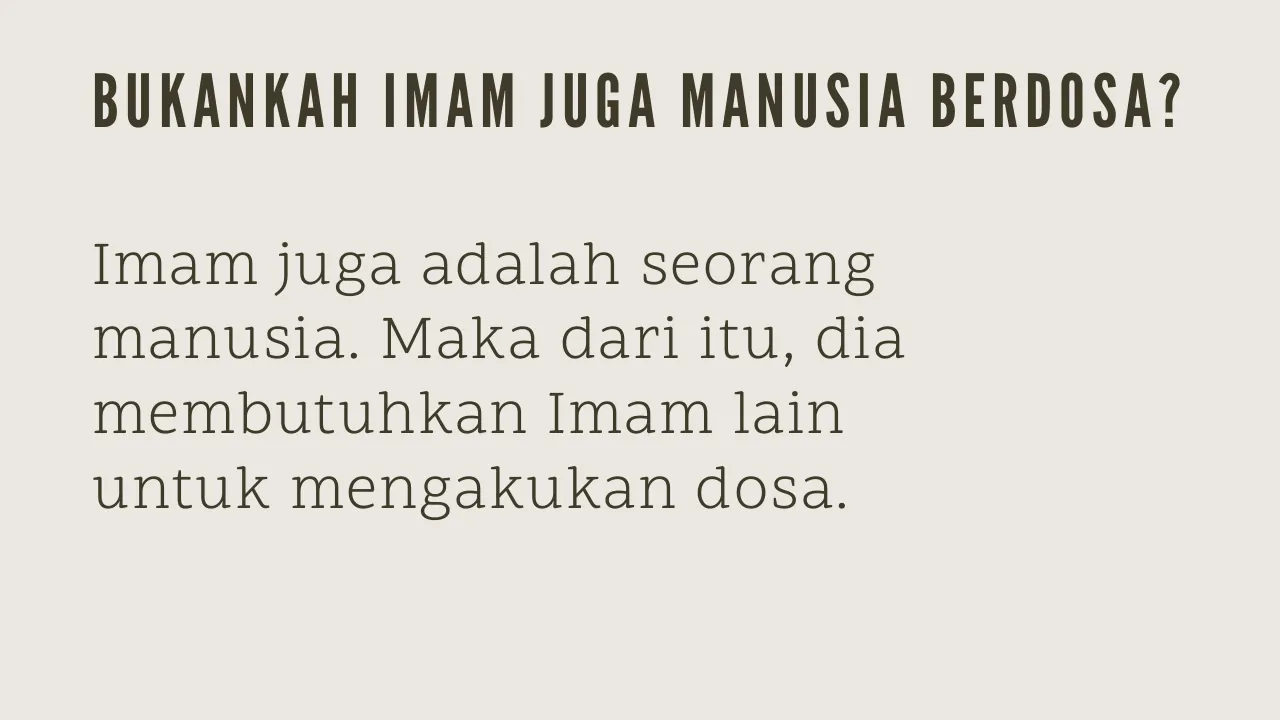 BUKANKAH IMAM JUGA MANUSIA BERDOSA?
Imam juga adalah seorang
manusia. Maka dari itu, dia
membutuhkan Imam lain
untuk mengakukan dosa.